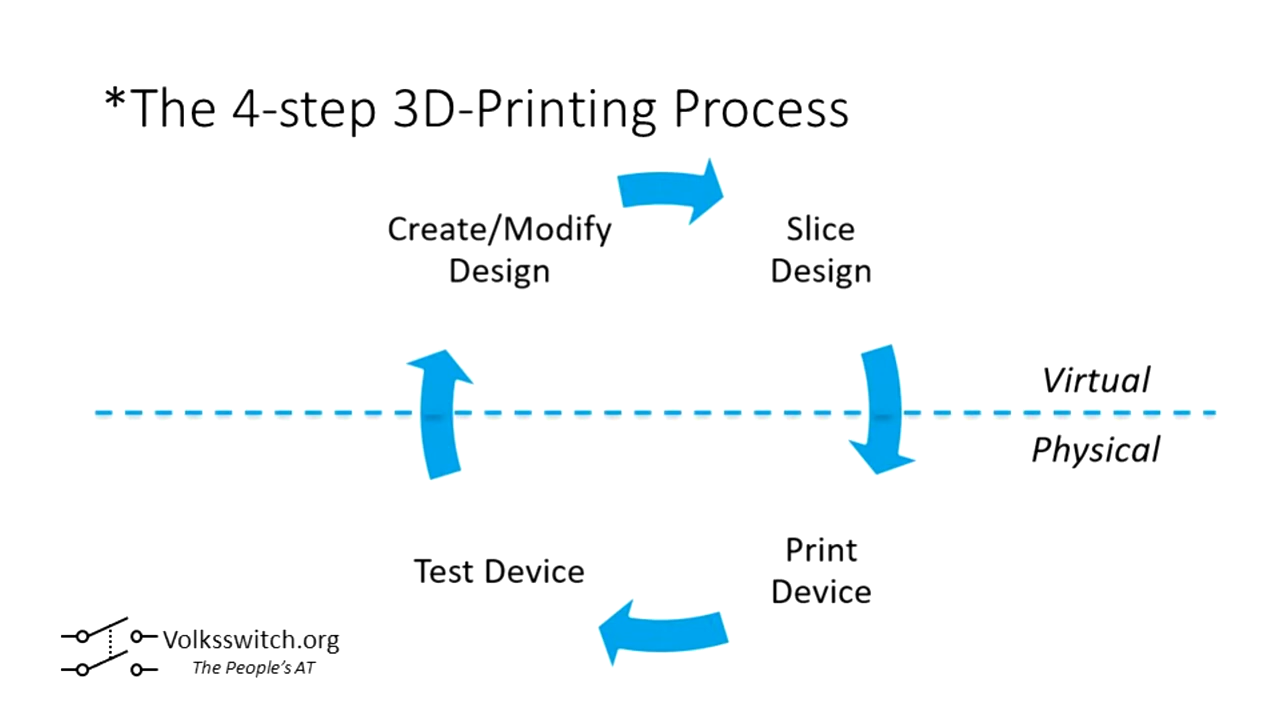 *The 4-step 3D-Printing Process
Create/Modify
Design
Slice
Design
Virtual
Physical
Test Device
Print
Device
Volksswitch.org
The People's AT